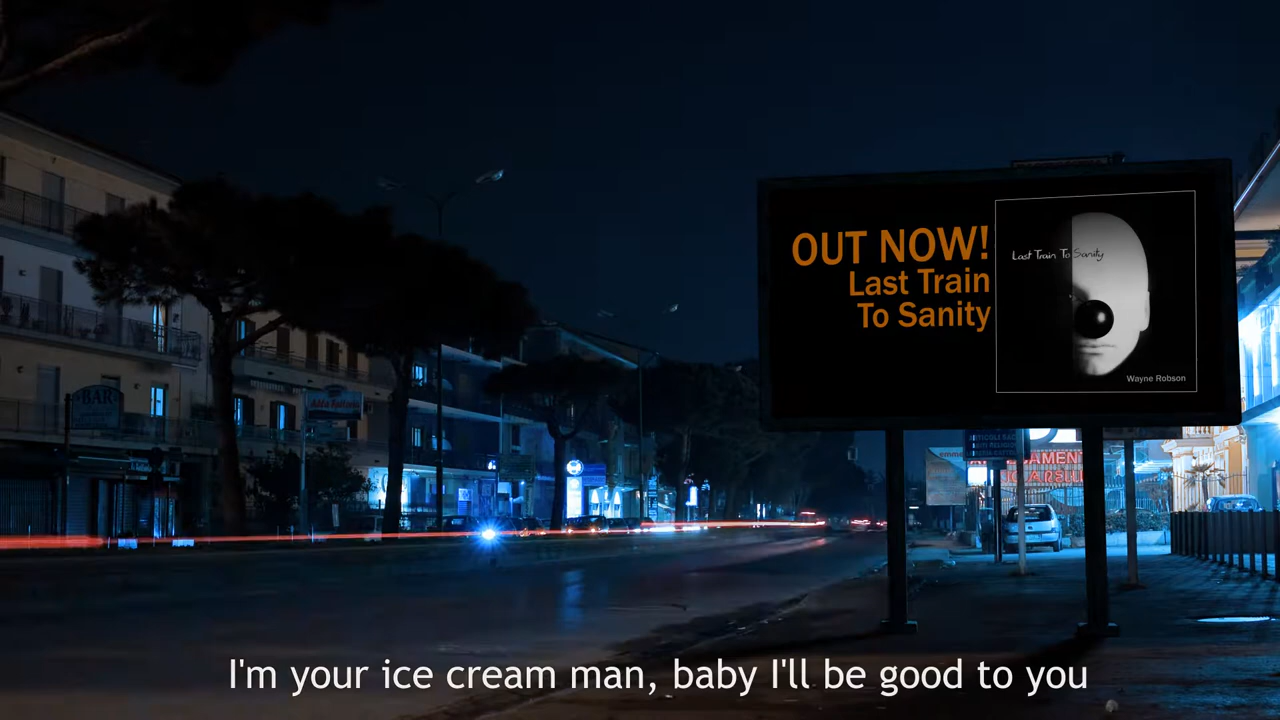 OUT NOW!
Last Train
To Sanity
Last Train To Sanity
Wayne Robson
BAR
I'm your ice cream man, baby I'll be good to you